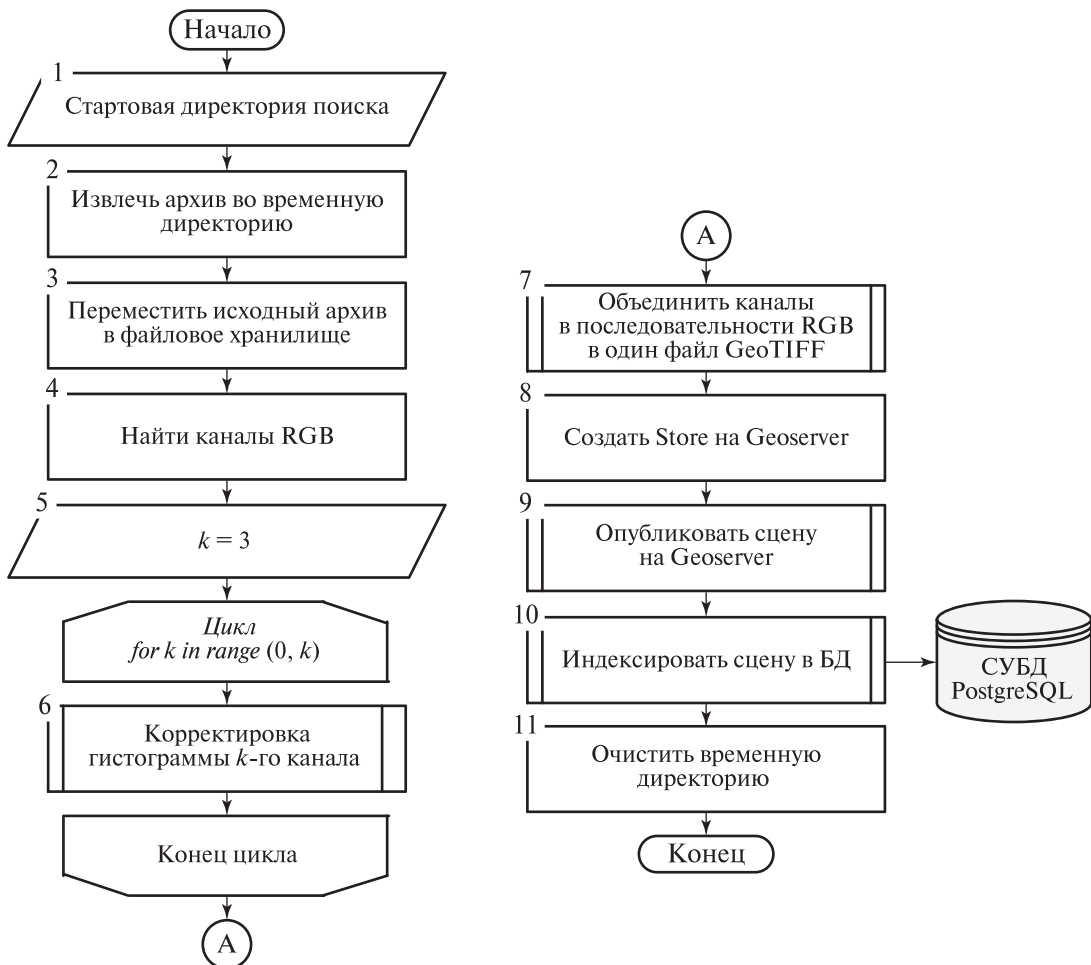 Начало
1
Стартовая директория поиска
2
Извлечь архив во временную
директорию
3
Переместить исходный архив
в файловое хранилище
4
Найти каналы RGB
5
k = 3
Цикл
for k in range (0, k)
6
Корректировка
гистограммы k-го канала
Конец цикла
А
А
7
Объединить каналы
в последовательности RGB
в один файл GeoTIFF
8
Создать Store на Geoserver
9
Опубликовать сцену
на Geoserver
10
Индексировать сцену в БД
СУБД
PostgreSQL
11
Очистить временную
директорию
Конец